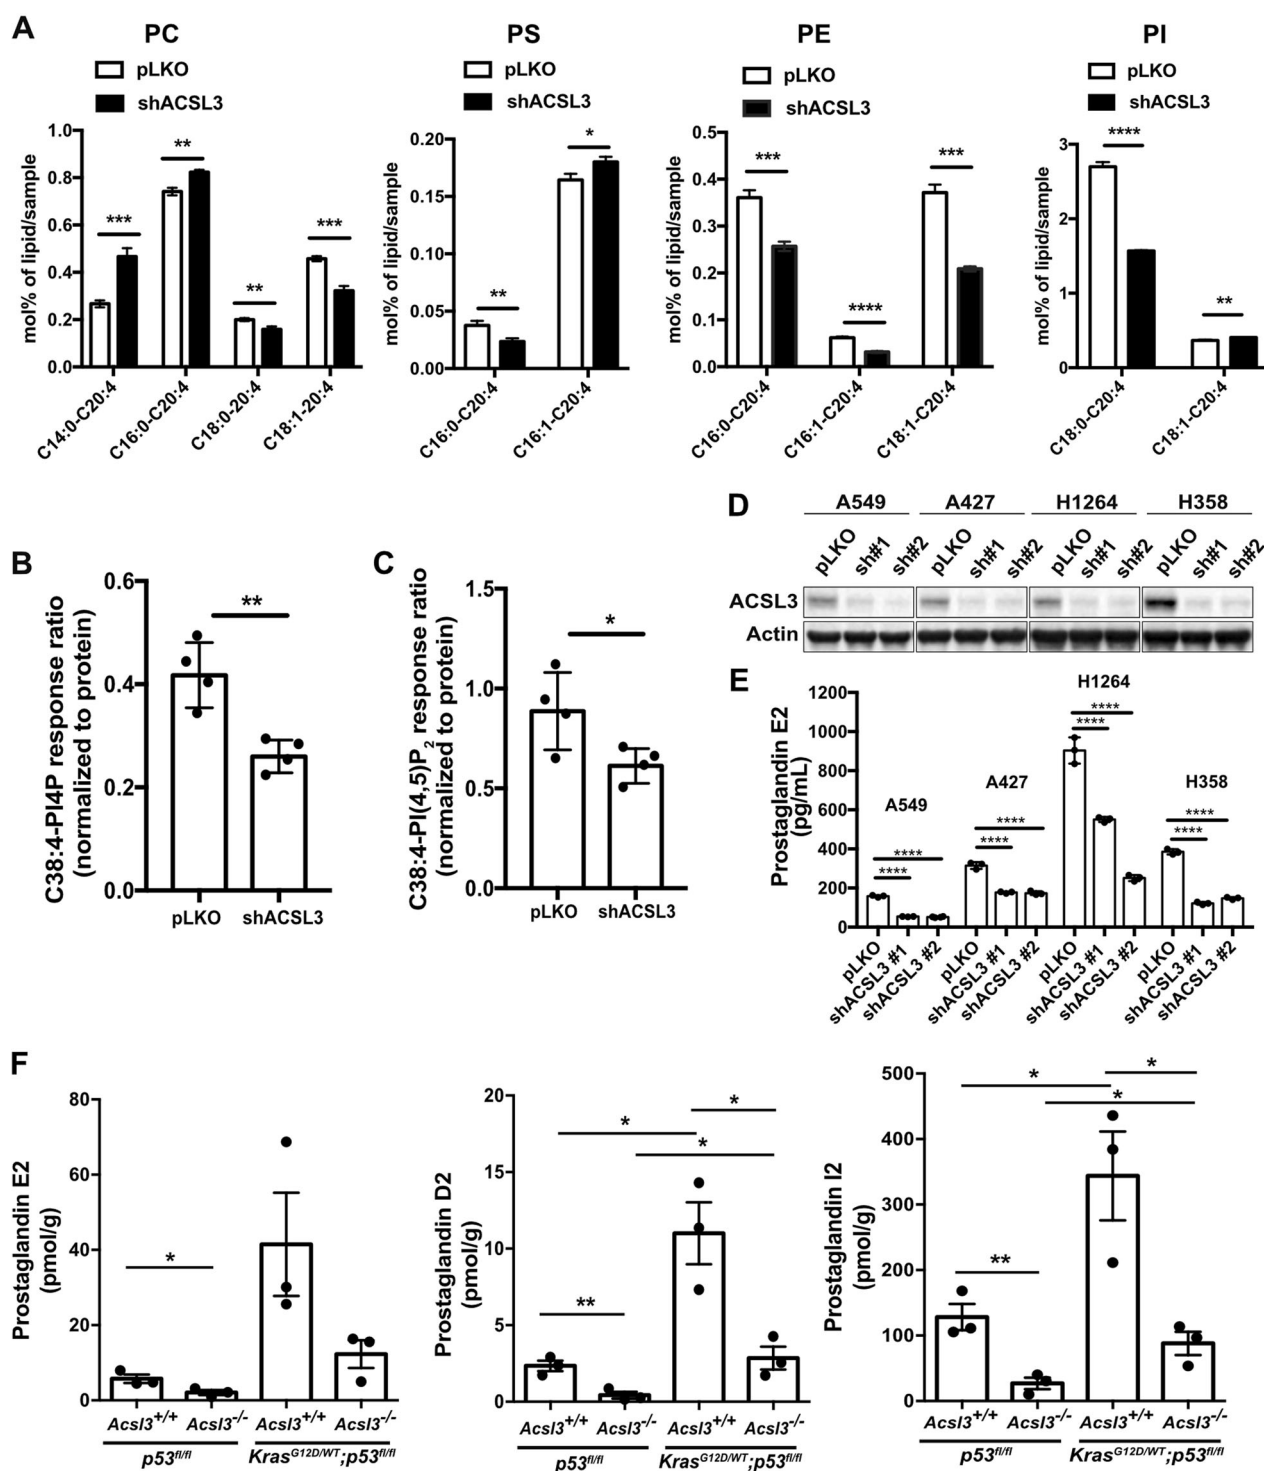 A
PC
pLKO
shACSL3
mol% of lipid/sample
1.0
0.8
0.6
0.4
0.2
0.0
***
**
**
***
C14:0-C20:4
C16:0-C20:4
C18:0-20:4
C18:1-20:4
PS
pLKO
shACSL3
mol% of lipid/sample
0.20
0.15
0.10
0.05
0.00
**
*
C16:0-C20:4
C16:1-C20:4
PE
pLKO
shACSL3
mol% of lipid/sample
0.5
0.4
0.3
0.2
0.1
0.0
***
****
***
C16:0-C20:4
C16:1-C20:4
C18:1-C20:4
PI
pLKO
shACSL3
mol% of lipid/sample
3
2
1
0
****
**
C18:0-C20:4
C18:1-C20:4
B
C38:4-PI4P response ratio
(normalized to protein)
0.6
0.4
0.2
0.0
**
pLKO
shACSL3
C
C38:4-PI(4,5)P2 response ratio
(normalized to protein)
1.5
1.0
0.5
0.0
*
pLKO
shACSL3
D
A549 A427 H1264 H358
pLKO sh#1 sh#2 pLKO sh#1 sh#2 pLKO sh#1 sh#2 pLKO sh#1 sh#2
ACSL3
Actin
E
Prostaglandin E2
(pg/mL)
1200
1000
800
600
400
200
0
A549
****
****
A427
****
****
H1264
****
****
H358
****
****
pLKO
shACSL3 #1
shACSL3 #2
pLKO
shACSL3 #1
shACSL3 #2
pLKO
shACSL3 #1
shACSL3 #2
pLKO
shACSL3 #1
shACSL3 #2
F
Prostaglandin E2
(pmol/g)
80
60
40
20
0
*
Acsl3+/+ Acsl3-/- Acsl3+/+ Acsl3-/-
p53fl/fl KrasG12D/WT;p53fl/fl
Prostaglandin D2
(pmol/g)
20
15
10
5
0
*
*
*
**
Acsl3+/+ Acsl3-/- Acsl3+/+ Acsl3-/-
p53fl/fl KrasG12D/WT;p53fl/fl
Prostaglandin I2
(pmol/g)
500
400
300
200
100
0
*
*
*
**
Acsl3+/+ Acsl3-/- Acsl3+/+ Acsl3-/-
p53fl/fl KrasG12D/WT;p53fl/fl